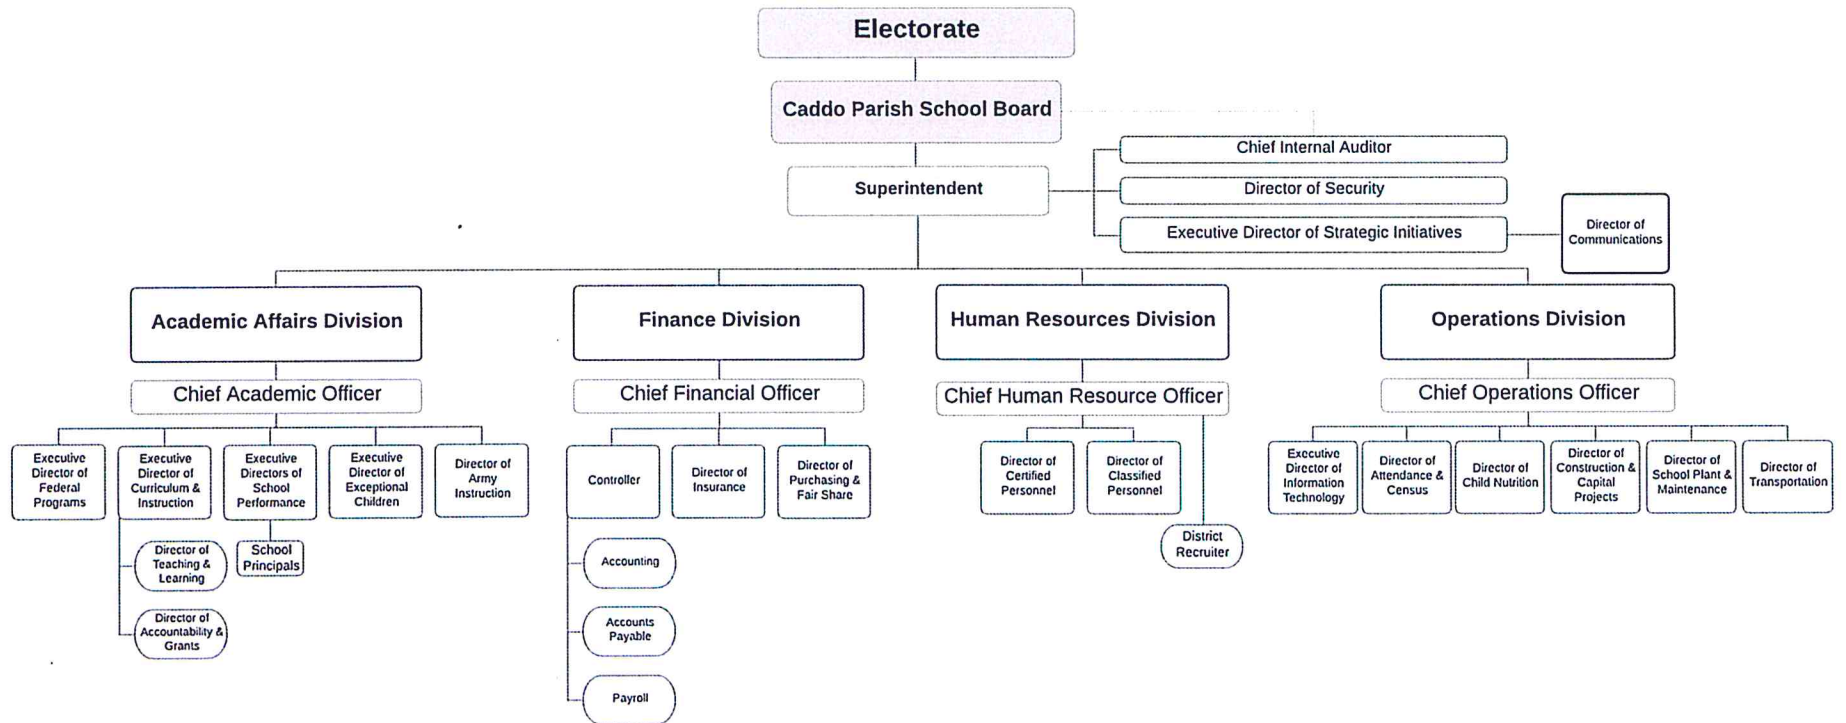 Electorate
Caddo Parish School Board
Chief Internal Auditor
Superintendent
Director of Security
Executive Director of Strategic Initiatives
Director of
Communications
Academic Affairs Division
Finance Division
Human Resources Division
Operations Division
Chief Academic Officer
Chief Financial Officer
Chief Human Resource Officer
Chief Operations Officer
Executive
Director of
Federal
Programs
Executive
Director of
Curriculum &
Instruction
Executive
Directors of
School
Performance
Executive
Director of
Exceptional
Children
Director of
Army
Instruction
Controller
Director of
Insurance
Director of
Purchasing &
Fair Share
Director of
Certified
Personnel
Director of
Classified
Personnel
Executive
Director of
Information
Technology
Director of
Attendance &
Census
Director of
Child Nutrition
Director of
Construction &
Capital
Projects
Director of
School Plant &
Maintenance
Director of
Transportation
Director of
Teaching &
Learning
School
Principals
Accounting
District
Recruiter
Director of
Accountability &
Grants
Accounts
Payable
Payroll